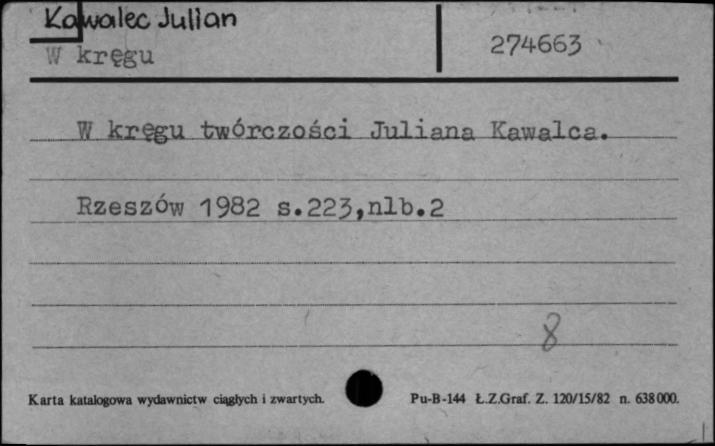 Kawalec Julian
W kręgu 274663
W kręgu twórczości Juliana Kawalca.
Rzeszów 1982 s.223,nlb.2
8
Karta katalogowa wydawnictw ciągłych i zwartych. Pu-B-144 Ł.Z.Graf. Z. 120/15/82 n. 638000.